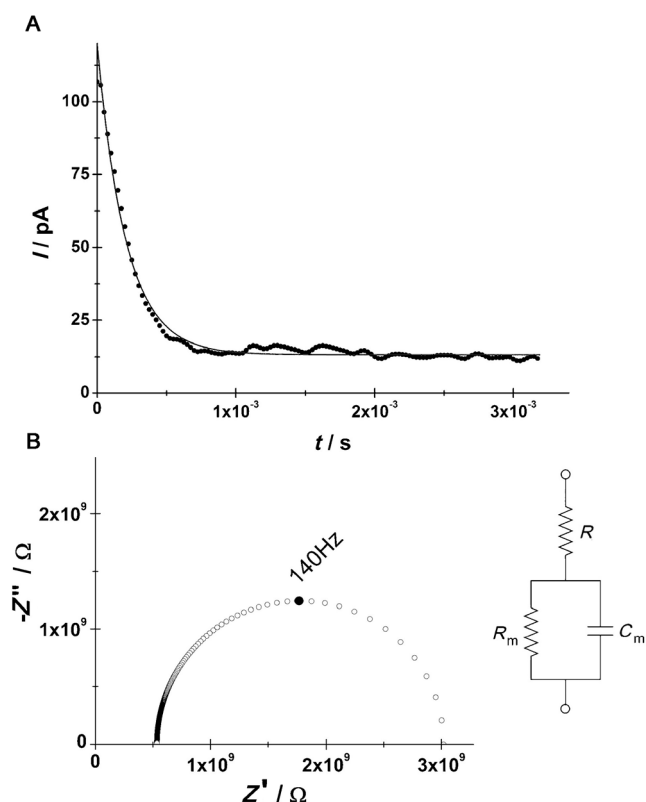 A
I / pA
100
75
50
25
0
0
1x10⁻³
2x10⁻³
3x10⁻³
t / s
B
-Z'' / Ω
2x10⁹
1x10⁹
0
140Hz
0
1x10⁹
2x10⁹
3x10⁹
Z' / Ω
R
Rₘ
Cₘ